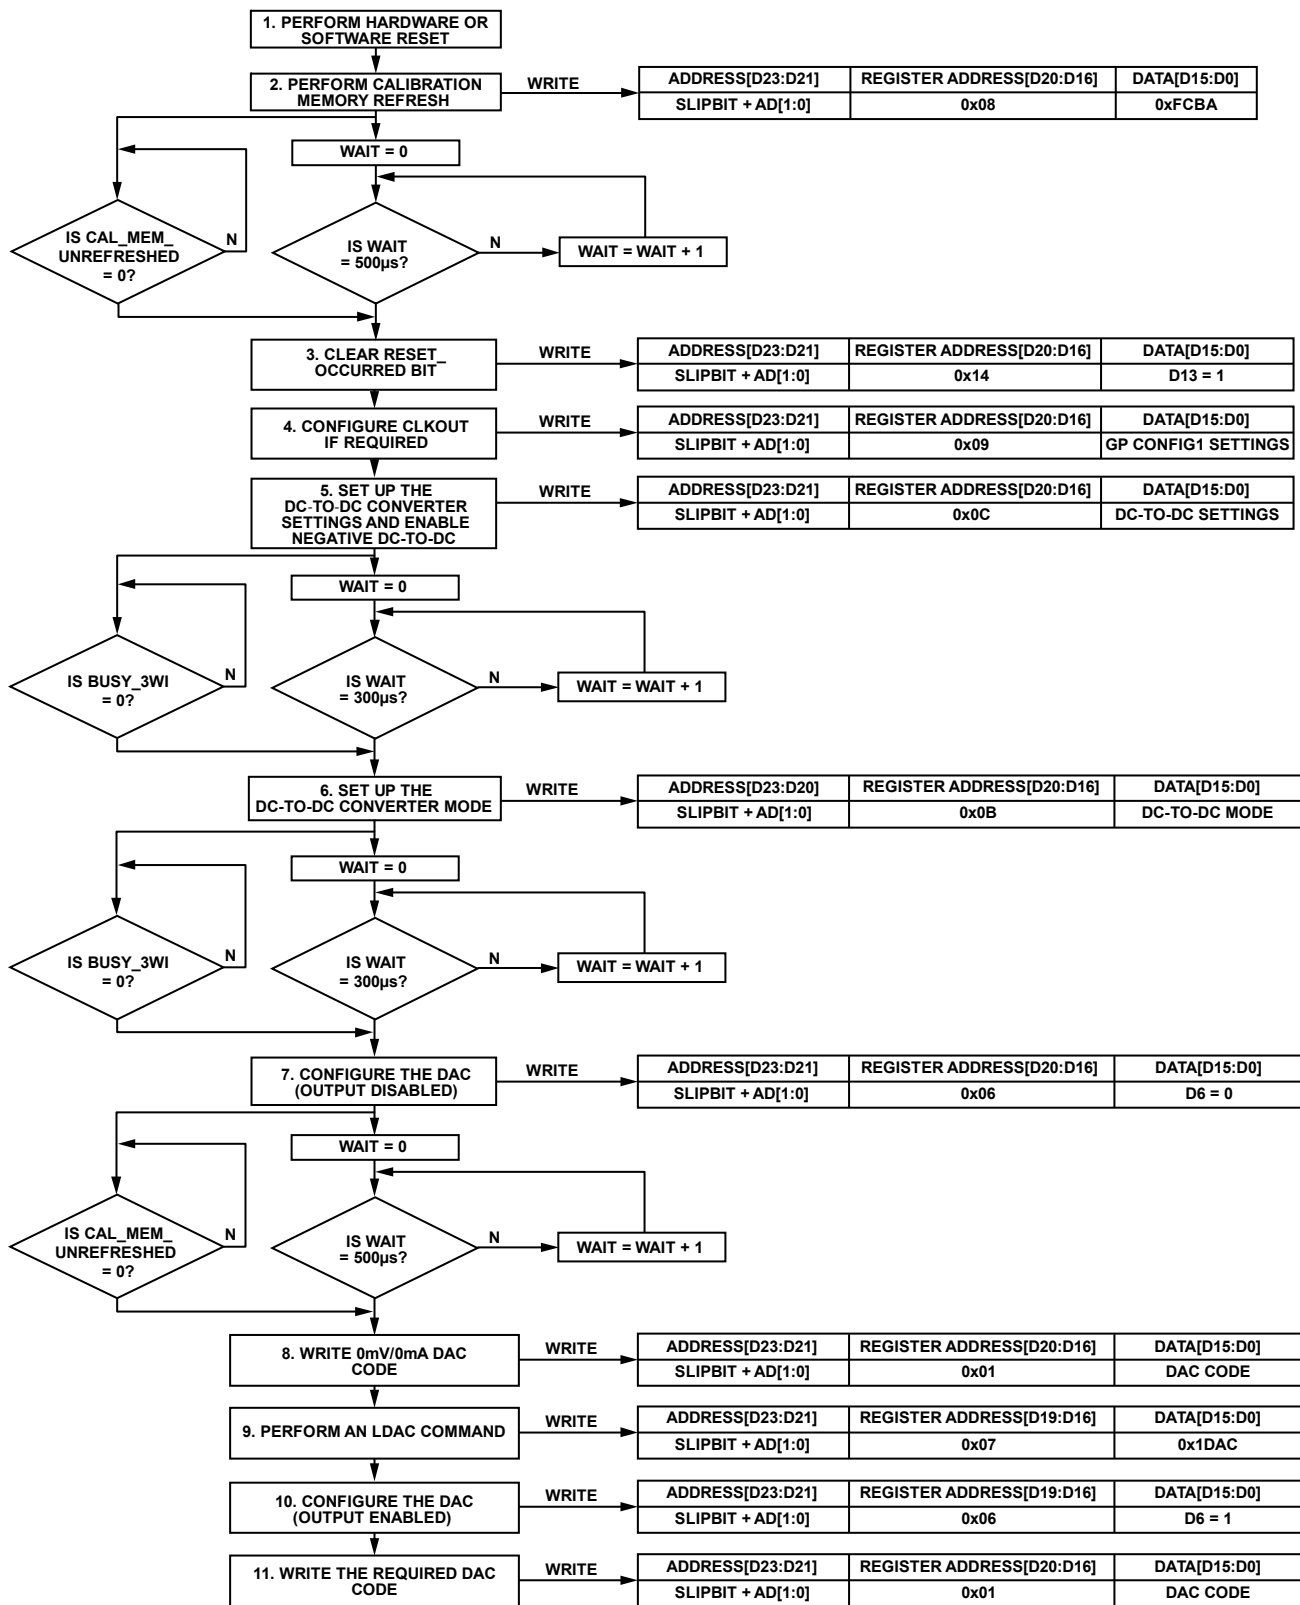 1. PERFORM HARDWARE OR
SOFTWARE RESET
2. PERFORM CALIBRATION
MEMORY REFRESH
WRITE
ADDRESS[D23:D21] REGISTER ADDRESS[D20:D16] DATA[D15:D0]
SLIPBIT + AD[1:0] 0x08 0xFCBA
WAIT = 0
IS CAL_MEM_
UNREFRESHED
= 0?
N
IS WAIT
= 500µs?
N
WAIT = WAIT + 1
3. CLEAR RESET_
OCCURRED BIT
WRITE
ADDRESS[D23:D21] REGISTER ADDRESS[D20:D16] DATA[D15:D0]
SLIPBIT + AD[1:0] 0x14 D13 = 1
4. CONFIGURE CLKOUT
IF REQUIRED
WRITE
ADDRESS[D23:D21] REGISTER ADDRESS[D20:D16] DATA[D15:D0]
SLIPBIT + AD[1:0] 0x09 GP CONFIG1 SETTINGS
5. SET UP THE
DC-TO-DC CONVERTER
SETTINGS AND ENABLE
NEGATIVE DC-TO-DC
WRITE
ADDRESS[D23:D21] REGISTER ADDRESS[D20:D16] DATA[D15:D0]
SLIPBIT + AD[1:0] 0x0C DC-TO-DC SETTINGS
WAIT = 0
IS BUSY_3WI
= 0?
N
IS WAIT
= 300µs?
N
WAIT = WAIT + 1
6. SET UP THE
DC-TO-DC CONVERTER MODE
WRITE
ADDRESS[D23:D20] REGISTER ADDRESS[D20:D16] DATA[D15:D0]
SLIPBIT + AD[1:0] 0x0B DC-TO-DC MODE
WAIT = 0
IS BUSY_3WI
= 0?
N
IS WAIT
= 300µs?
N
WAIT = WAIT + 1
7. CONFIGURE THE DAC
(OUTPUT DISABLED)
WRITE
ADDRESS[D23:D21] REGISTER ADDRESS[D20:D16] DATA[D15:D0]
SLIPBIT + AD[1:0] 0x06 D6 = 0
WAIT = 0
IS CAL_MEM_
UNREFRESHED
= 0?
N
IS WAIT
= 500µs?
N
WAIT = WAIT + 1
8. WRITE 0mV/0mA DAC
CODE
WRITE
ADDRESS[D23:D21] REGISTER ADDRESS[D20:D16] DATA[D15:D0]
SLIPBIT + AD[1:0] 0x01 DAC CODE
9. PERFORM AN LDAC COMMAND
WRITE
ADDRESS[D23:D21] REGISTER ADDRESS[D19:D16] DATA[D15:D0]
SLIPBIT + AD[1:0] 0x07 0x1DAC
10. CONFIGURE THE DAC
(OUTPUT ENABLED)
WRITE
ADDRESS[D23:D21] REGISTER ADDRESS[D19:D16] DATA[D15:D0]
SLIPBIT + AD[1:0] 0x06 D6 = 1
11. WRITE THE REQUIRED DAC
CODE
WRITE
ADDRESS[D23:D21] REGISTER ADDRESS[D20:D16] DATA[D15:D0]
SLIPBIT + AD[1:0] 0x01 DAC CODE